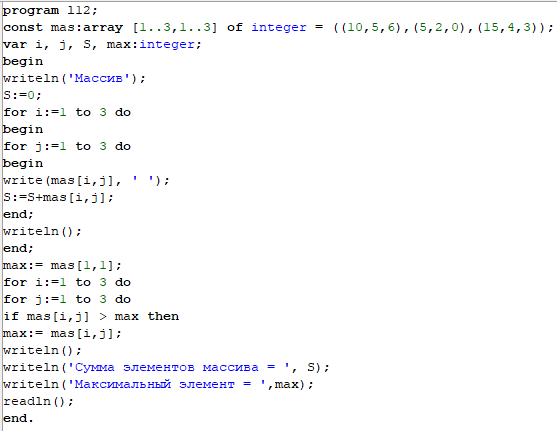 program 112;
const mas:array [1..3,1..3] of integer = ((10,5,6),(5,2,0),(15,4,3));
var i, j, S, max:integer;
begin
writeln('Массив');
S:=0;
for i:=1 to 3 do
begin
for j:=1 to 3 do
begin
write(mas[i,j], ' ');
S:=S+mas[i,j];
end;
writeln();
end;
max:= mas[1,1];
for i:=1 to 3 do
for j:=1 to 3 do
if mas[i,j] > max then
max:= mas[i,j];
writeln();
writeln('Сумма элементов массива = ', S);
writeln('Максимальный элемент = ',max);
readln();
end.